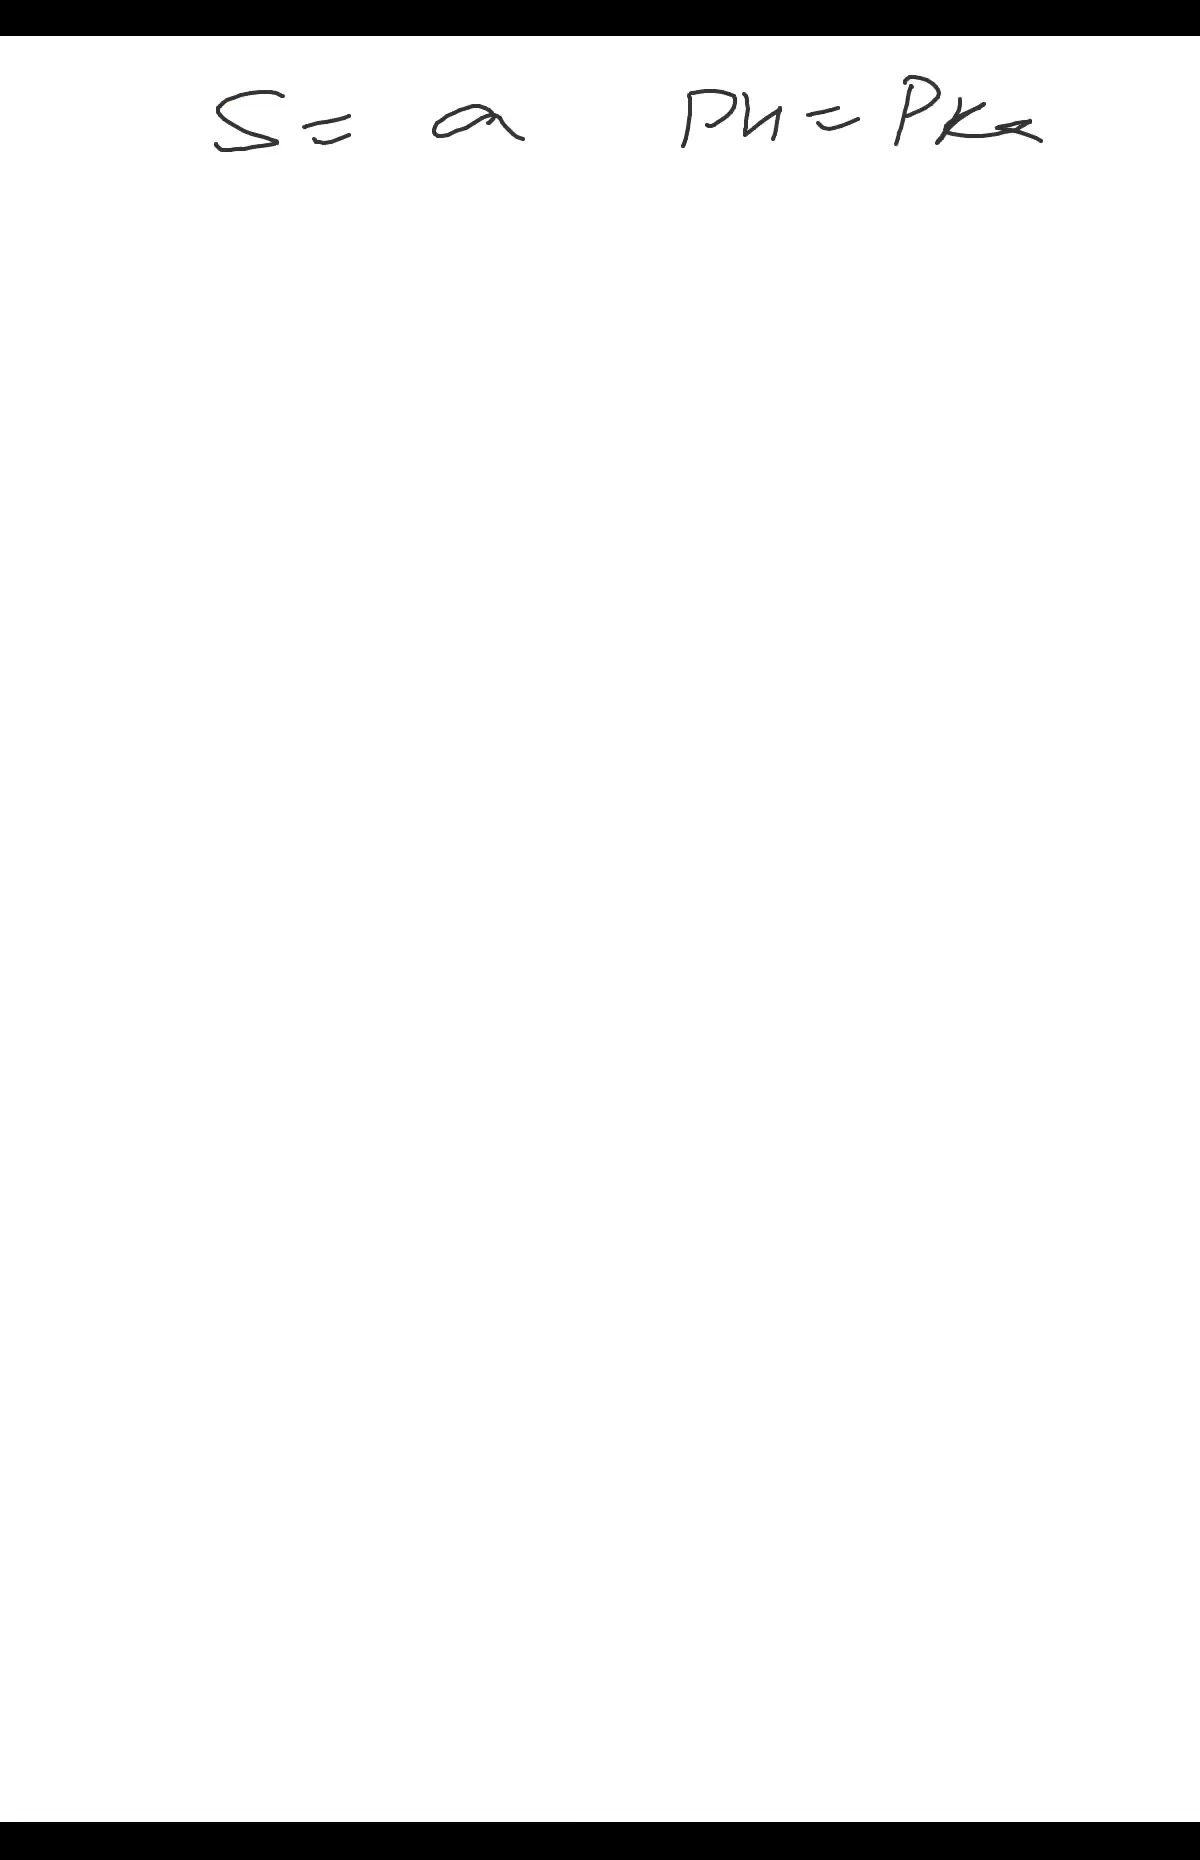 S = a PH = PKa